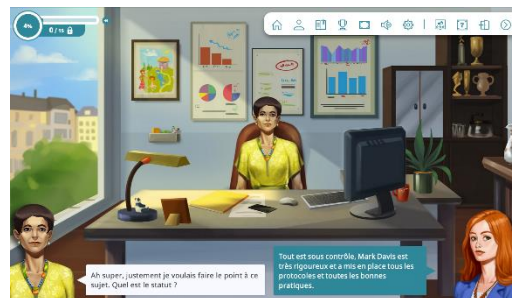 4%
0 / 15
Ah super, justement je voulais faire le point à ce
sujet. Quel est le statut ?
Tout est sous contrôle, Mark Davis est
très rigoureux et a mis en place tous les
protocoles et toutes les bonnes
pratiques.